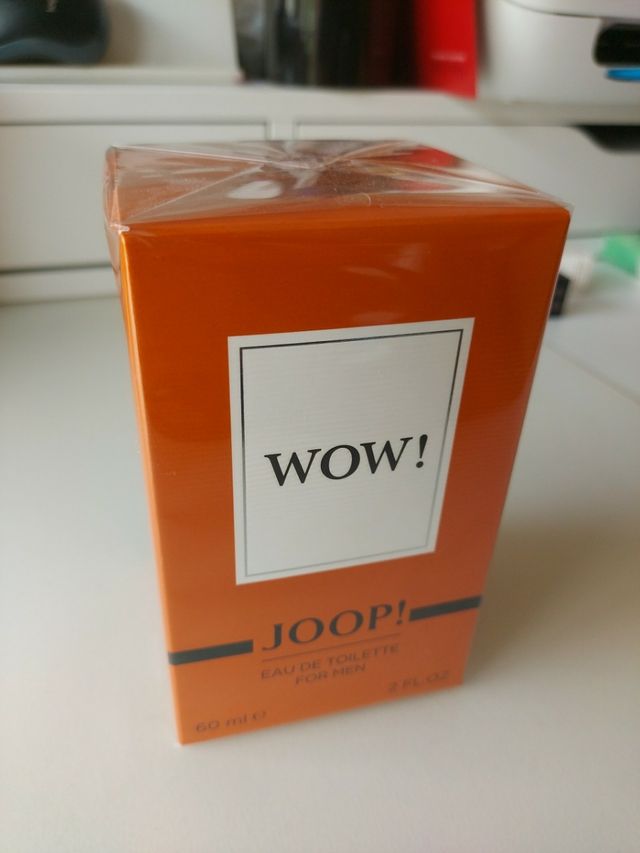 WOW!
JOOP!
EAU DE TOILETTE
FOR MEN
60 ml ℮
2 FL.OZ